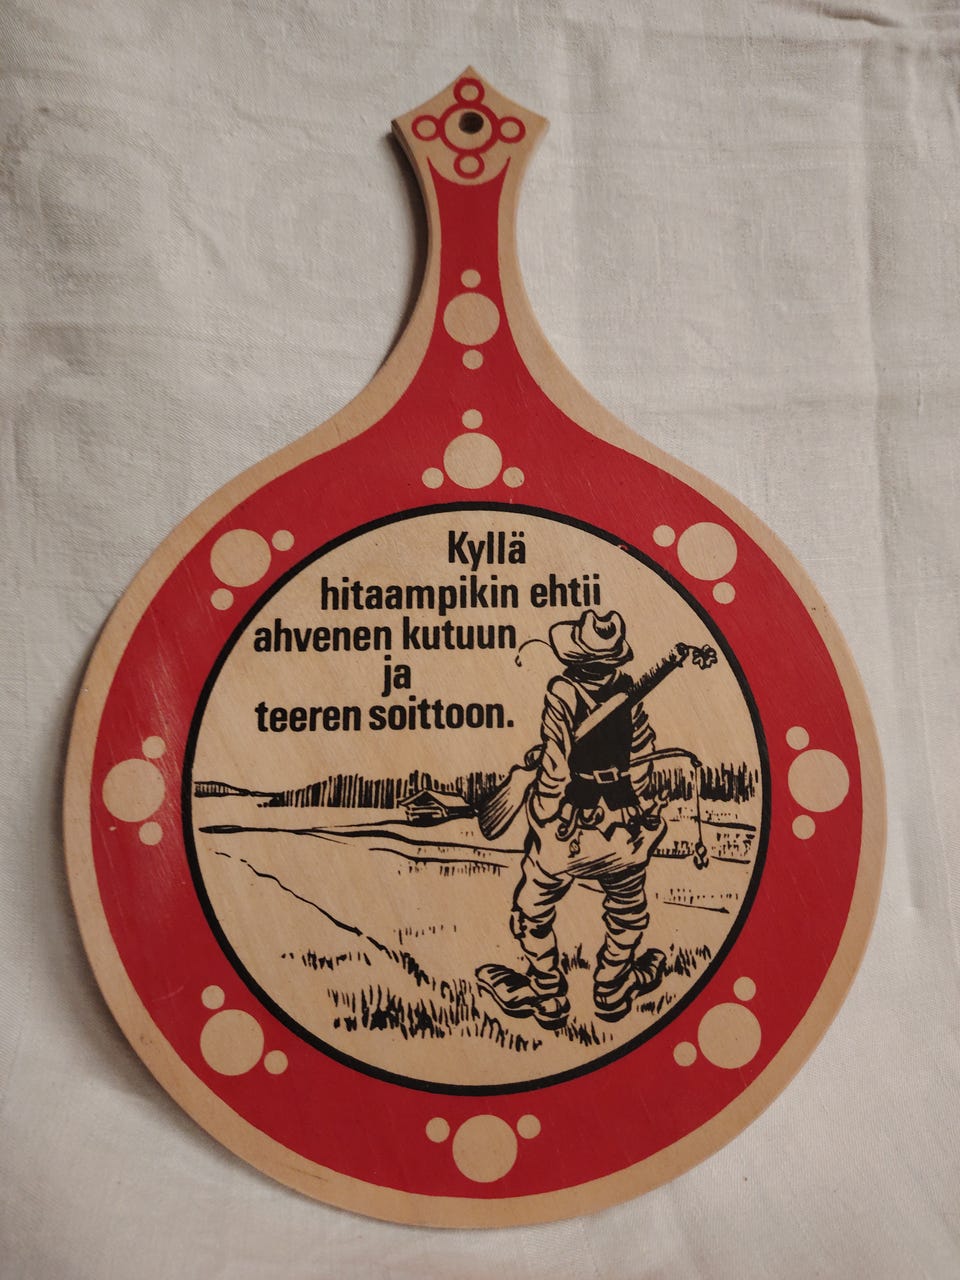 Kyllä
hitaampikin ehtii
ahvenen kutuun
ja
teeren soittoon.